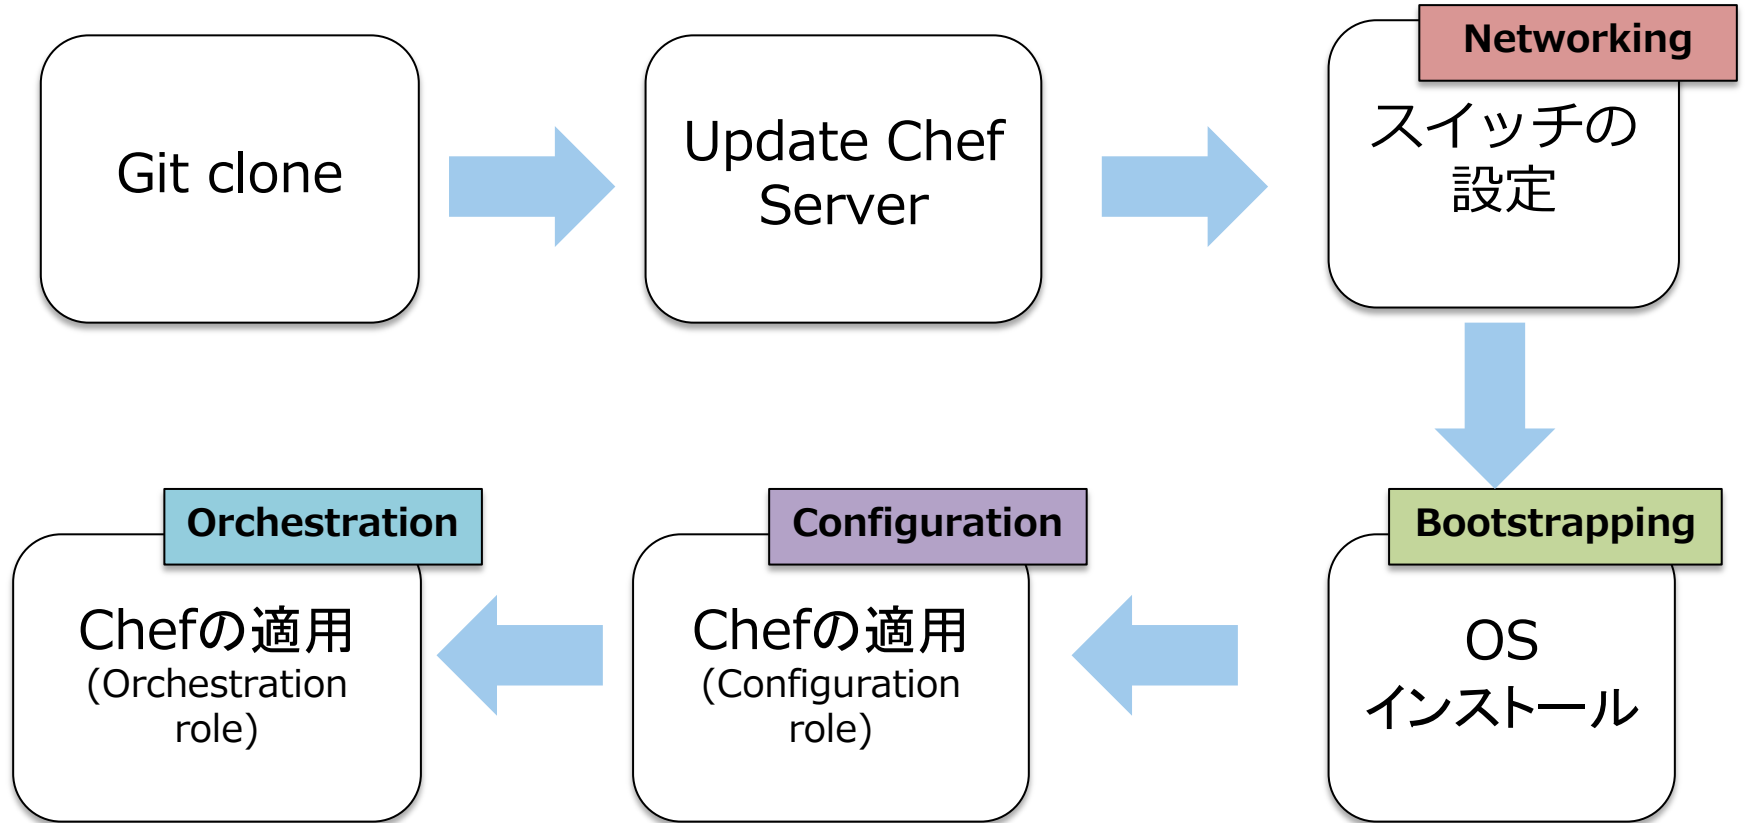 Git clone
Update Chef
Server
Networking
スイッチの
設定
Bootstrapping
OS
インストール
Configuration
Chefの適用
(Configuration
role)
Orchestration
Chefの適用
(Orchestration
role)